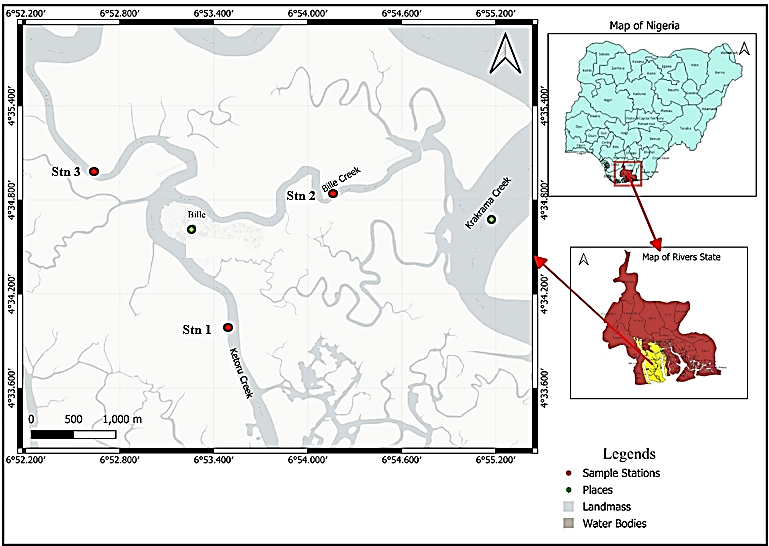 6°52.200' 6°52.800' 6°53.400' 6°54.000' 6°54.600' 6°55.200'
4°35.400'
4°34.800'
4°34.200'
4°33.600'
Stn 3
Stn 2
Bille Creek
Bille
Krakrama Creek
Stn 1
Ketoru Creek
0 500 1,000 m
6°52.200' 6°52.800' 6°53.400' 6°54.000' 6°54.600' 6°55.200'
4°35.400'
4°34.800'
4°34.200'
4°33.600'
Map of Nigeria
Map of Rivers State
Legends
Sample Stations
Places
Landmass
Water Bodies